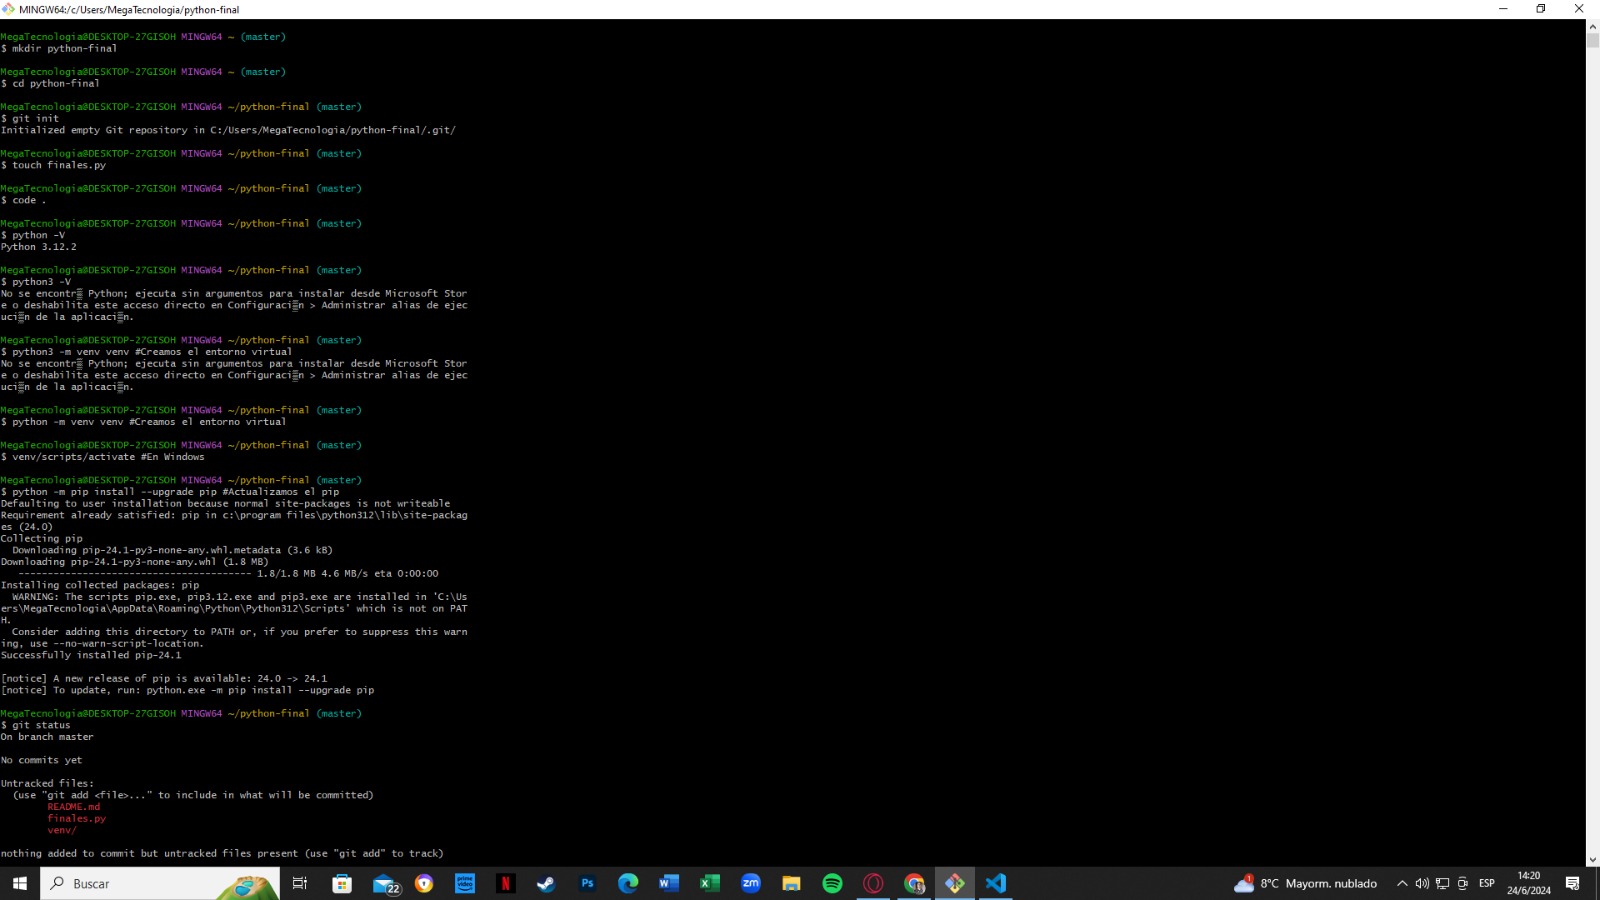 MINGW64:/c/Users/MegaTecnologia/python-final
MegaTecnologia@DESKTOP-27GISOH MINGW64 ~ (master)
$ mkdir python-final
MegaTecnologia@DESKTOP-27GISOH MINGW64 ~ (master)
$ cd python-final
MegaTecnologia@DESKTOP-27GISOH MINGW64 ~/python-final (master)
$ git init
Initialized empty Git repository in C:/Users/MegaTecnologia/python-final/.git/
MegaTecnologia@DESKTOP-27GISOH MINGW64 ~/python-final (master)
$ touch finales.py
MegaTecnologia@DESKTOP-27GISOH MINGW64 ~/python-final (master)
$ code .
MegaTecnologia@DESKTOP-27GISOH MINGW64 ~/python-final (master)
$ python -V
Python 3.12.2
MegaTecnologia@DESKTOP-27GISOH MINGW64 ~/python-final (master)
$ python3 -V
No se encontr▒ Python; ejecuta sin argumentos para instalar desde Microsoft Stor
e o deshabilita este acceso directo en Configuraci▒n > Administrar alias de ejec
uci▒n de la aplicaci▒n.
MegaTecnologia@DESKTOP-27GISOH MINGW64 ~/python-final (master)
$ python3 -m venv venv #Creamos el entorno virtual
No se encontr▒ Python; ejecuta sin argumentos para instalar desde Microsoft Stor
e o deshabilita este acceso directo en Configuraci▒n > Administrar alias de ejec
uci▒n de la aplicaci▒n.
MegaTecnologia@DESKTOP-27GISOH MINGW64 ~/python-final (master)
$ python -m venv venv #Creamos el entorno virtual
MegaTecnologia@DESKTOP-27GISOH MINGW64 ~/python-final (master)
$ venv/scripts/activate #En Windows
MegaTecnologia@DESKTOP-27GISOH MINGW64 ~/python-final (master)
$ python -m pip install --upgrade pip #Actualizamos el pip
Defaulting to user installation because normal site-packages is not writeable
Requirement already satisfied: pip in c:\program files\python312\lib\site-packag
es (24.0)
Collecting pip
  Downloading pip-24.1-py3-none-any.whl.metadata (3.6 kB)
Downloading pip-24.1-py3-none-any.whl (1.8 MB)
   ---------------------------------------- 1.8/1.8 MB 4.6 MB/s eta 0:00:00
Installing collected packages: pip
  WARNING: The scripts pip.exe, pip3.12.exe and pip3.exe are installed in 'C:\Us
ers\MegaTecnologia\AppData\Roaming\Python\Python312\Scripts' which is not on PAT
H.
  Consider adding this directory to PATH or, if you prefer to suppress this warn
ing, use --no-warn-script-location.
Successfully installed pip-24.1
[notice] A new release of pip is available: 24.0 -> 24.1
[notice] To update, run: python.exe -m pip install --upgrade pip
MegaTecnologia@DESKTOP-27GISOH MINGW64 ~/python-final (master)
$ git status
On branch master
No commits yet
Untracked files:
  (use "git add <file>..." to include in what will be committed)
        README.md
        finales.py
        venv/
nothing added to commit but untracked files present (use "git add" to track)
Buscar
22
prime video
N
Ps
W
X
zm
1
8°C Mayorm. nublado
ESP
14:20
24/6/2024